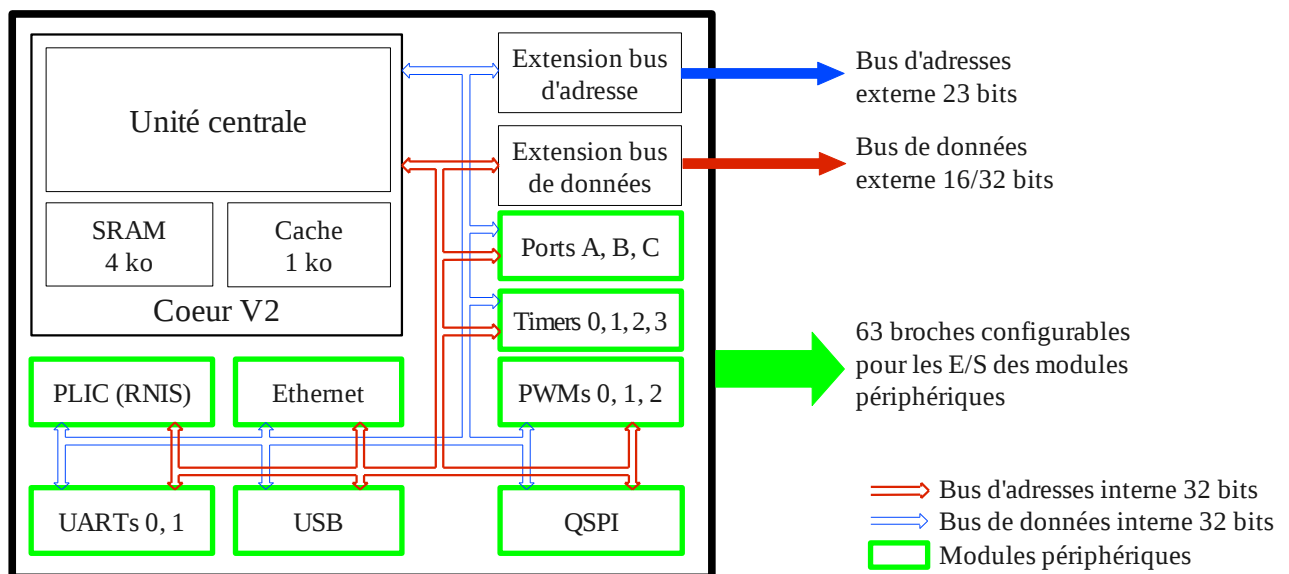 Unité centrale
SRAM
4 ko
Cache
1 ko
Coeur V2
Extension bus
d'adresse
Extension bus
de données
Ports A, B, C
Timers 0, 1, 2, 3
PLIC (RNIS)
Ethernet
PWMs 0, 1, 2
UARTs 0, 1
USB
QSPI
Bus d'adresses
externe 23 bits
Bus de données
externe 16/32 bits
63 broches configurables
pour les E/S des modules
périphériques
Bus d'adresses interne 32 bits
Bus de données interne 32 bits
Modules périphériques